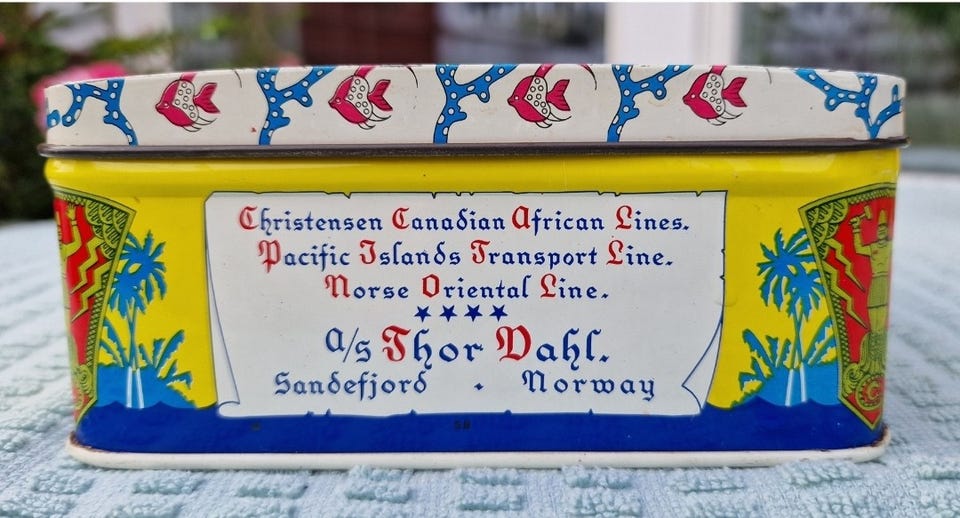 Christensen Canadian African Lines.
Pacific Islands Transport Line.
Norse Oriental Line.
★★★★
A/s Thor Dahl.
Sandefjord · Norway